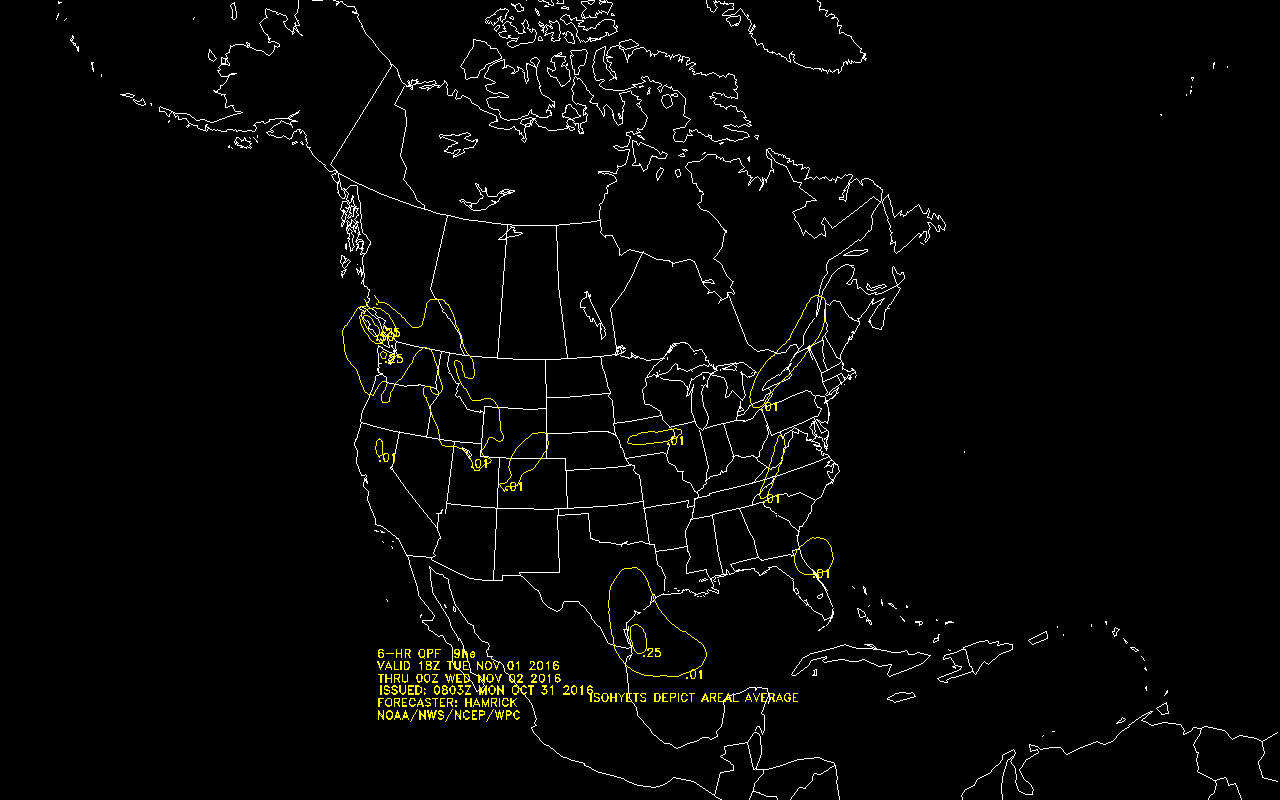 .25
.25
.01
.01
.01
.01
.01
.01
.01
.25
.01
6-HR QPF 9he
VALID 18Z TUE NOV 01 2016
THRU 00Z WED NOV 02 2016
ISSUED: 0803Z MON OCT 31 2016
ISOHYETS DEPICT AREAL AVERAGE
FORECASTER: HAMRICK
NOAA/NWS/NCEP/WPC